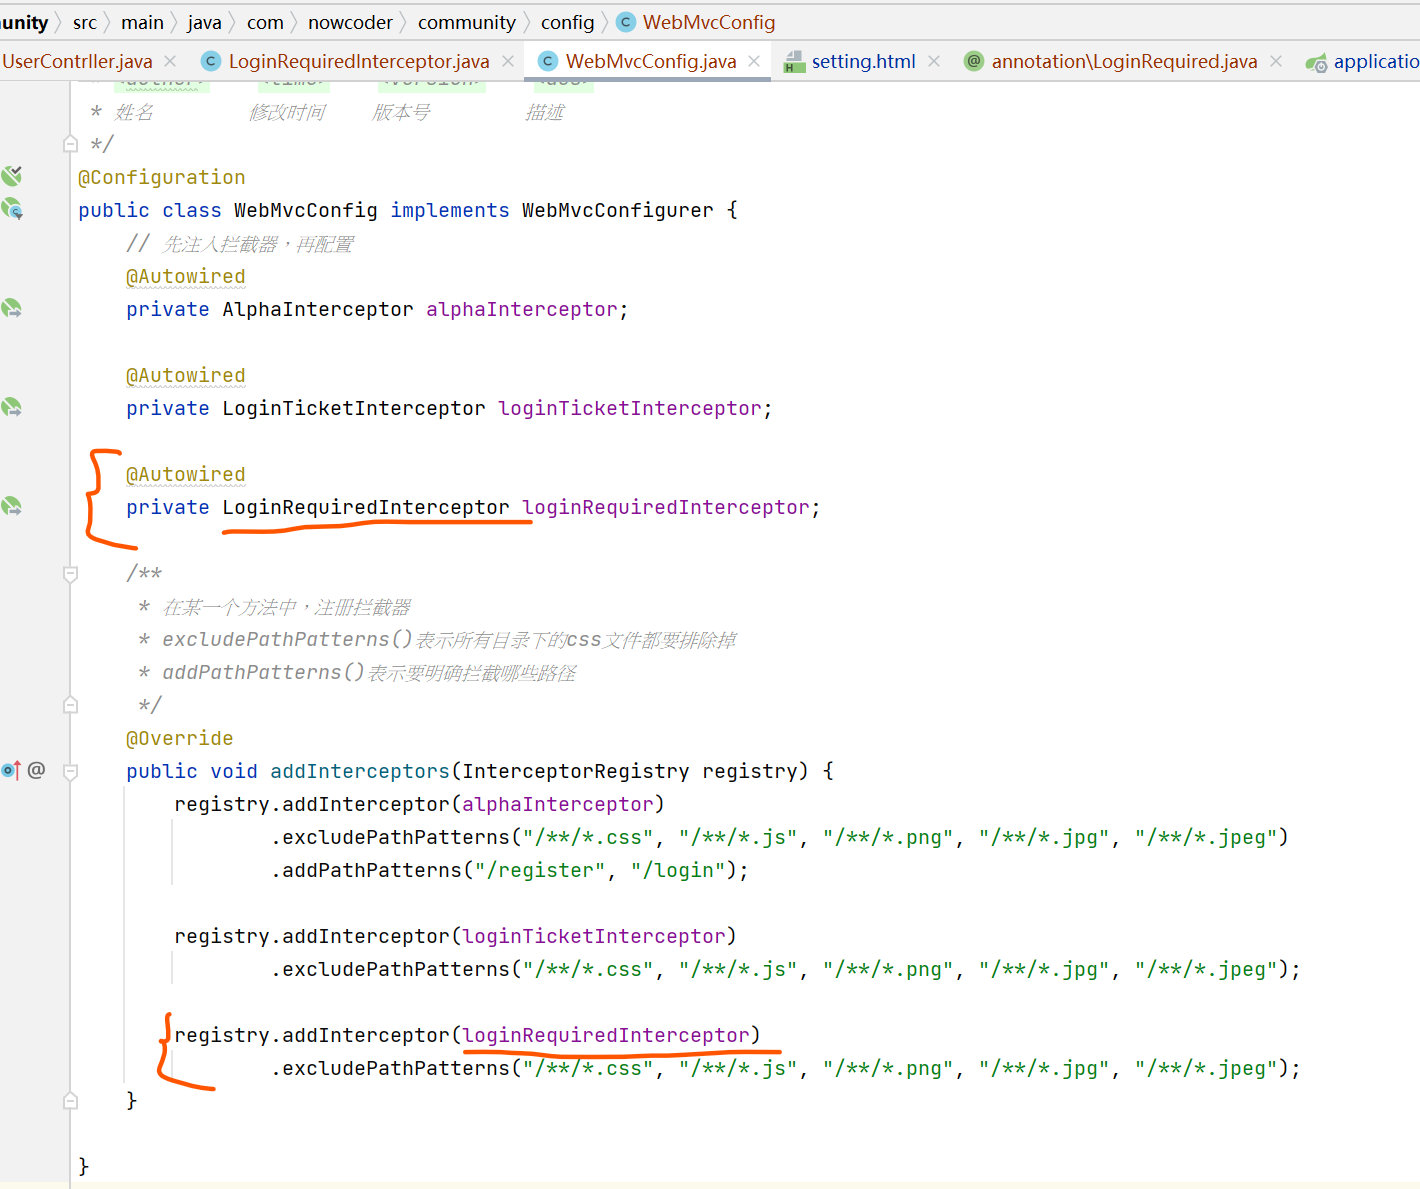 unity 〉 src 〉 main 〉 java 〉 com 〉 nowcoder 〉 community 〉 config 〉 C WebMvcConfig
UserContrller.java × C LoginRequiredInterceptor.java × C WebMvcConfig.java × H setting.html × @ annotation\LoginRequired.java × applicatio
* 姓名 修改时间 版本号 描述
*/
@Configuration
public class WebMvcConfig implements WebMvcConfigurer {
// 先注入拦截器，再配置
@Autowired
private AlphaInterceptor alphaInterceptor;
@Autowired
private LoginTicketInterceptor loginTicketInterceptor;
@Autowired
private LoginRequiredInterceptor loginRequiredInterceptor;
/**
* 在某一个方法中，注册拦截器
* excludePathPatterns()表示所有目录下的css文件都要排除掉
* addPathPatterns()表示要明确拦截哪些路径
*/
@Override
public void addInterceptors(InterceptorRegistry registry) {
registry.addInterceptor(alphaInterceptor)
.excludePathPatterns("/**/*.css", "/**/*.js", "/**/*.png", "/**/*.jpg", "/**/*.jpeg")
.addPathPatterns("/register", "/login");
registry.addInterceptor(loginTicketInterceptor)
.excludePathPatterns("/**/*.css", "/**/*.js", "/**/*.png", "/**/*.jpg", "/**/*.jpeg");
registry.addInterceptor(loginRequiredInterceptor)
.excludePathPatterns("/**/*.css", "/**/*.js", "/**/*.png", "/**/*.jpg", "/**/*.jpeg");
}
}